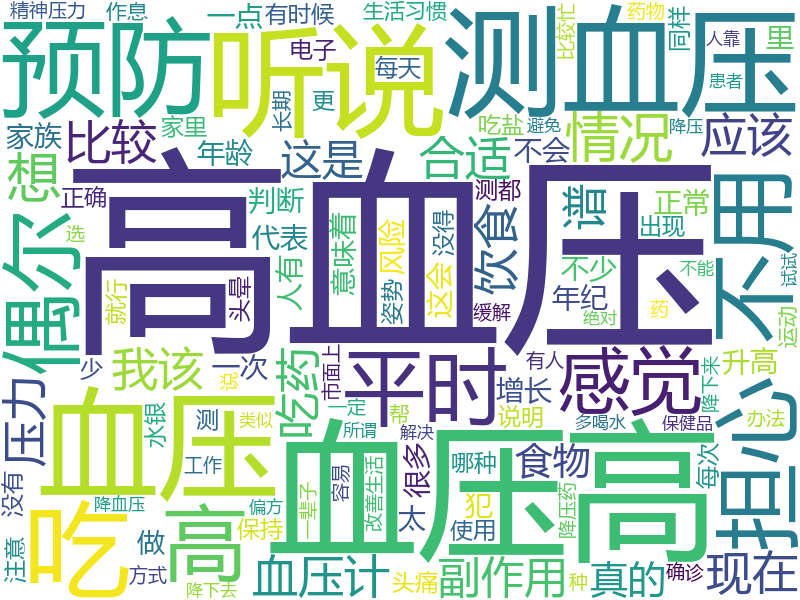 精神压力
作息
一点
有时候
生活习惯
比较忙
药物
同样
人靠
里
预防
听说
测血压
电子
每天
患者
长期
更
家族
比较
家里
年龄
这是
合适
吃盐
避免
情况
降压
应该
不会
想
正确
判断
代表
高血压
测都
饮食
谱
正常
出现
不用
选
偶尔
就行
头晕
人有
意味着
风险
没得
姿势
这会
缓解
不少
年纪
绝对
药
不能
试试
运动
少
我该
一次
说
市面上
平时
有人
感觉
升高
降下来
担心
没有
压力
血压
水银
测
类似
吃药
一定
帮
增长
说明
所谓
解决
多喝水
保健品
办法
工作
血压高
很多
哪种
食物
每次
降血压
偏方
一辈子
容易
改善生活
太
犯
使用
降压药
吃
高
做
保持
注意
方式
降下去
血压计
头痛
副作用
种
真的
确诊
现在